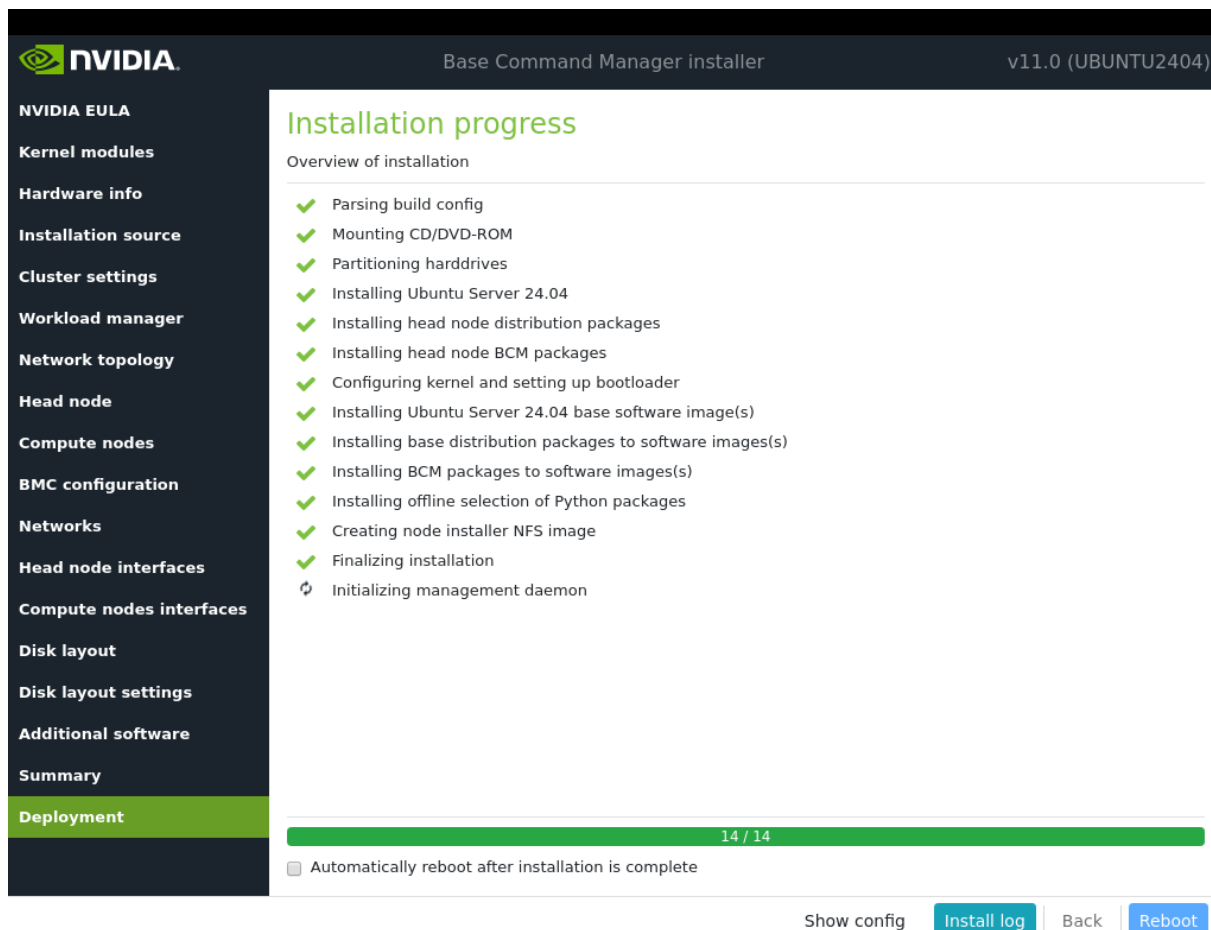 NVIDIA.
Base Command Manager installer
v11.0 (UBUNTU2404)
NVIDIA EULA
Kernel modules
Hardware info
Installation source
Cluster settings
Workload manager
Network topology
Head node
Compute nodes
BMC configuration
Networks
Head node interfaces
Compute nodes interfaces
Disk layout
Disk layout settings
Additional software
Summary
Deployment
Installation progress
Overview of installation
Parsing build config
Mounting CD/DVD-ROM
Partitioning harddrives
Installing Ubuntu Server 24.04
Installing head node distribution packages
Installing head node BCM packages
Configuring kernel and setting up bootloader
Installing Ubuntu Server 24.04 base software image(s)
Installing base distribution packages to software images(s)
Installing BCM packages to software images(s)
Installing offline selection of Python packages
Creating node installer NFS image
Finalizing installation
Initializing management daemon
14 / 14
Automatically reboot after installation is complete
Show config
Install log
Back
Reboot